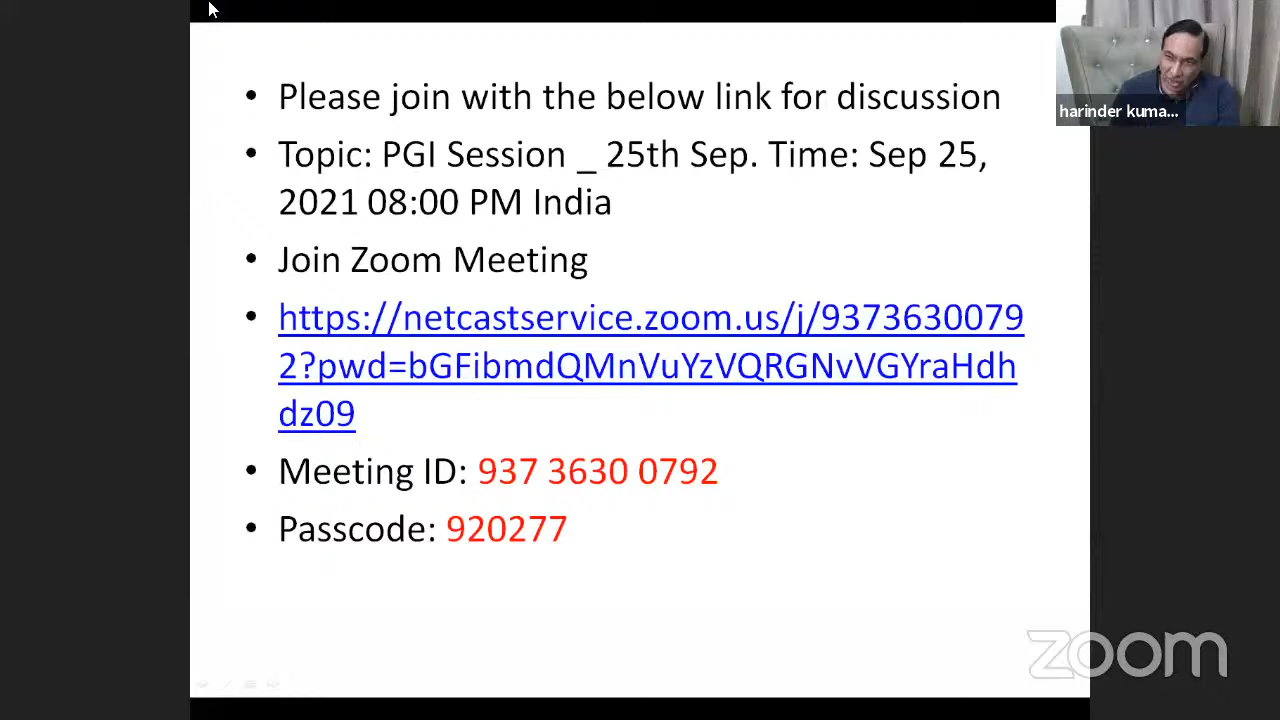 • Please join with the below link for discussion
• Topic: PGI Session _ 25th Sep. Time: Sep 25,
2021 08:00 PM India
• Join Zoom Meeting
• https://netcastservice.zoom.us/j/9373630079
2?pwd=bGFibmdQMnVuYzVQRGNvVGYraHdh
dz09
• Meeting ID: 937 3630 0792
• Passcode: 920277
harinder kuma...
zoom